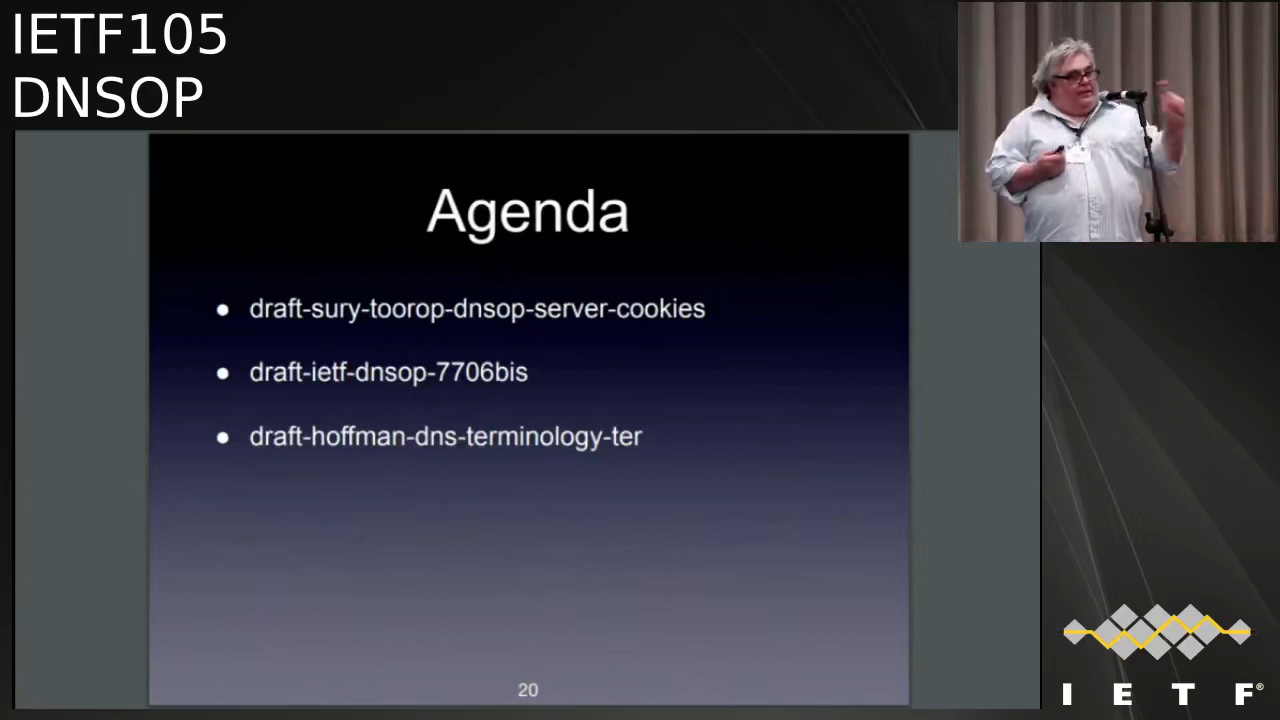 IETF105
DNSOP
Agenda
● draft-sury-toorop-dnsop-server-cookies
● draft-ietf-dnsop-7706bis
● draft-hoffman-dns-terminology-ter
20
I E T F®